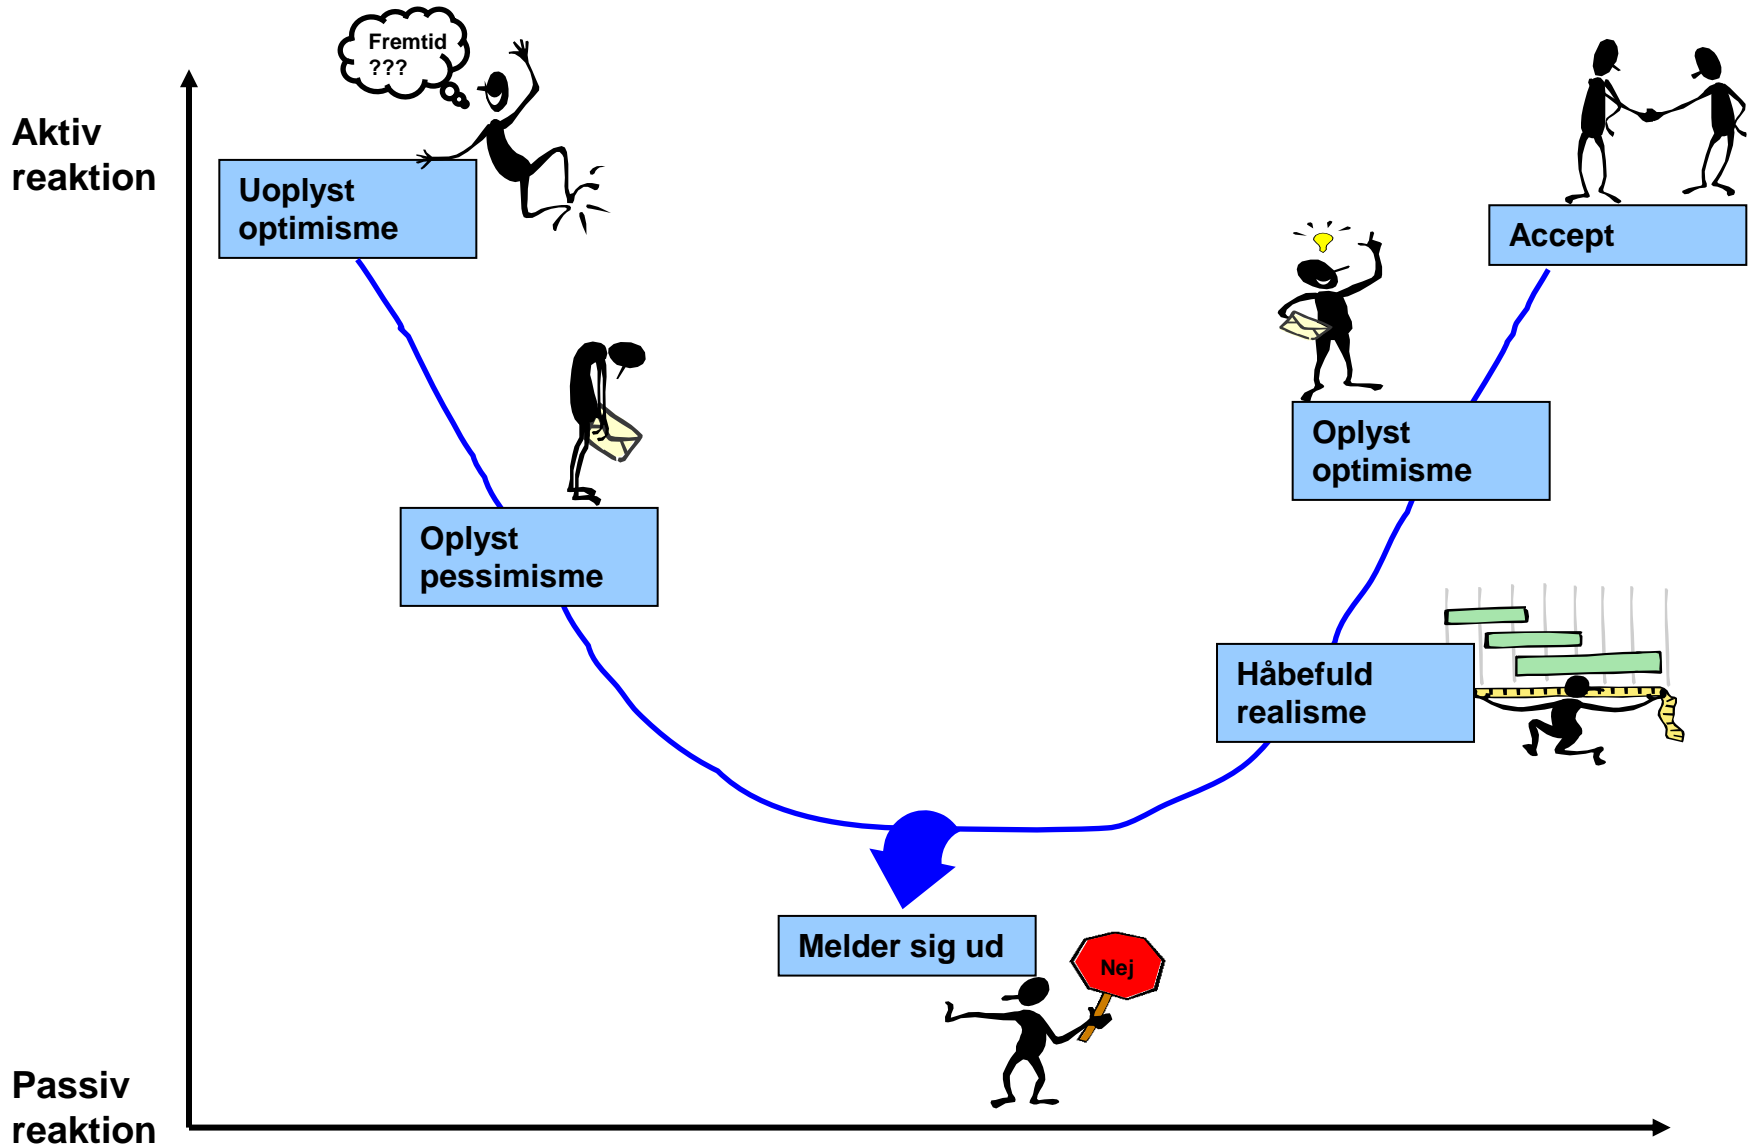 Fremtid
???
Aktiv
reaktion
Uoplyst
optimisme
Accept
Oplyst
optimisme
Oplyst
pessimisme
Håbefuld
realisme
Melder sig ud
Nej
Passiv
reaktion